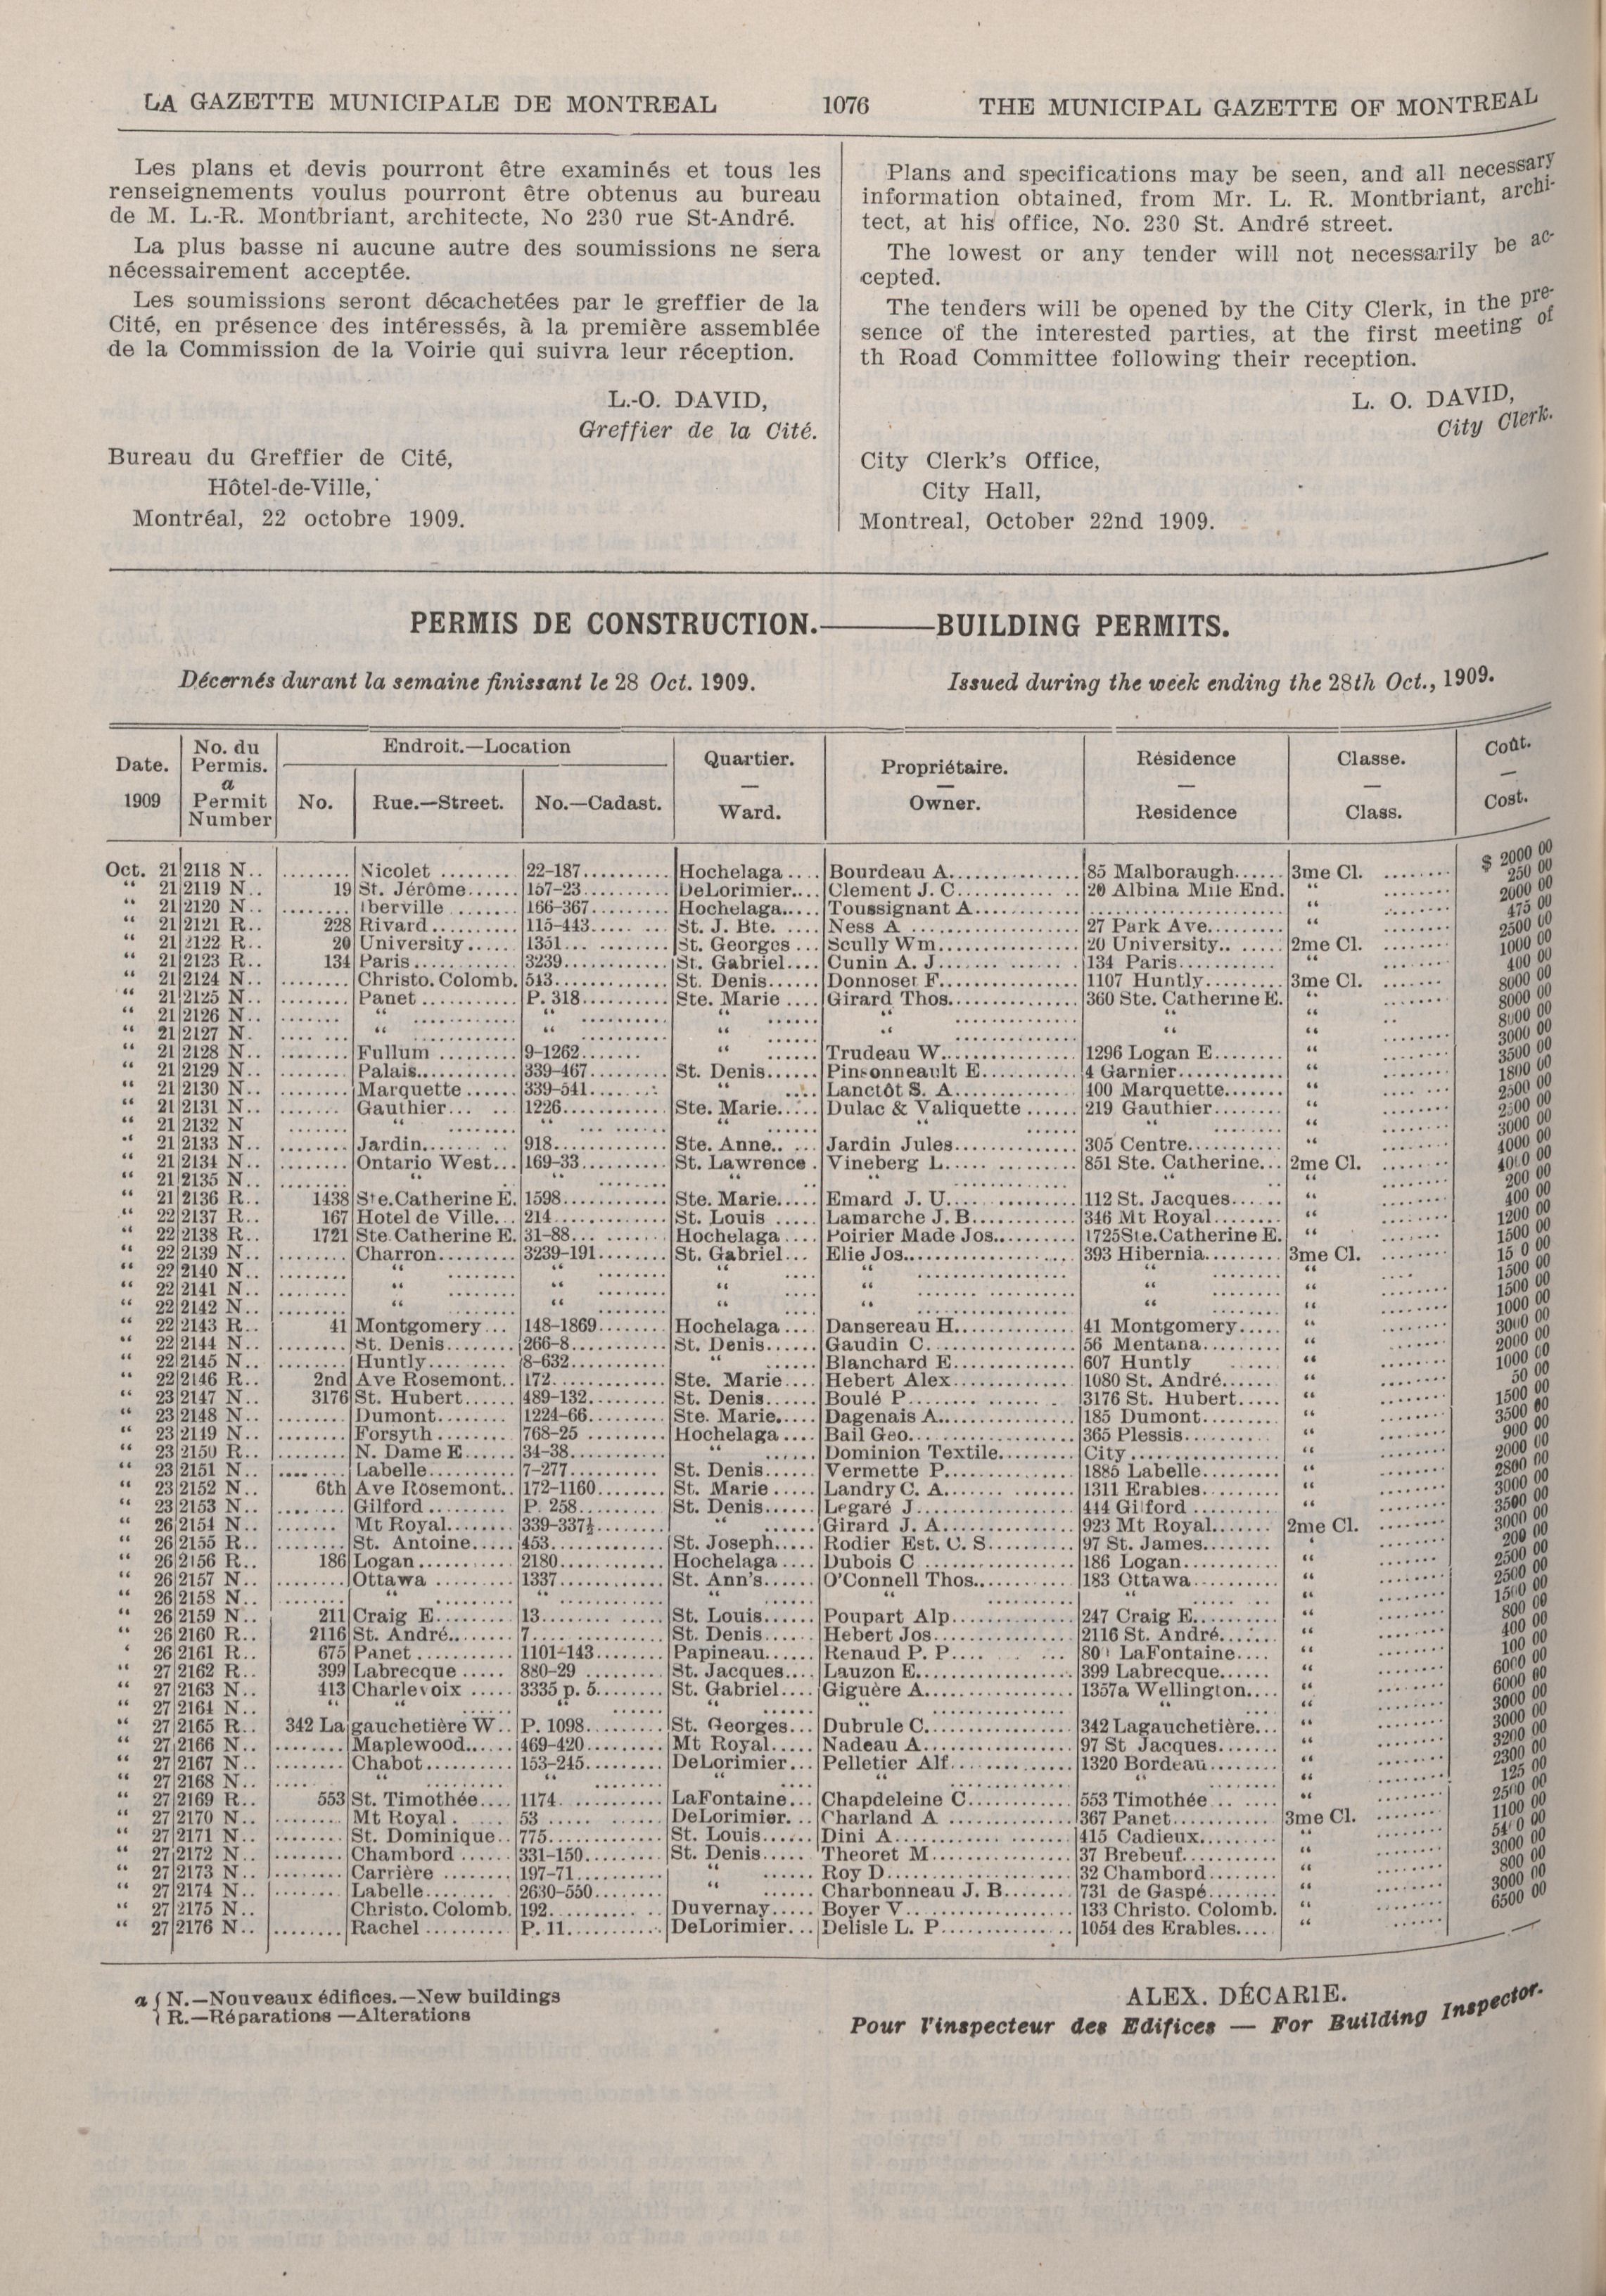 LA GAZETTE MUNICIPALE DE MONTREAL 1076 THE MUNICIPAL GAZETTE OF MONTREAL
Les plans et devis pourront être examinés et tous les
renseignements voulus pourront être obtenus au bureau
de M. L.-R. Montbriant, architecte, No 230 rue St-André.
La plus basse ni aucune autre des soumissions ne sera
nécessairement acceptée.
Les soumissions seront décachetées par le greffier de la
Cité, en présence des intéressés, à la première assemblée
de la Commission de la Voirie qui suivra leur réception.
L.-O. DAVID,
Greffier de la Cité.
Bureau du Greffier de Cité,
Hôtel-de-Ville,
Montréal, 22 octobre 1909.
Plans and specifications may be seen, and all necessary
information obtained, from Mr. L. R. Montbriant, archi-
tect, at his office, No. 230 St. André street.
The lowest or any tender will not necessarily be ac-
cepted.
The tenders will be opened by the City Clerk, in the pre-
sence of the interested parties, at the first meeting of
th Road Committee following their reception.
L. O. DAVID,
City Clerk.
City Clerk's Office,
City Hall,
Montreal, October 22nd 1909.
PERMIS DE CONSTRUCTION.———BUILDING PERMITS.
Décernés durant la semaine finissant le 28 Oct. 1909. Issued during the week ending the 28th Oct., 1909.
Date. 1909 | No. du Permis. a Permit Number | Endroit.—Location No. | Rue.—Street. | No.—Cadast. | Quartier. — Ward. | Propriétaire. — Owner. | Résidence — Residence | Classe. — Class. | Coût. — Cost.
Oct. 21 2118 N.. Nicolet 22-187 Hochelaga Bourdeau A. 85 Malboraugh 3me Cl. $ 2000 00
" 21 2119 N.. 19 St. Jérôme 157-23 DeLorimier Clement J. C. 20 Albina Mile End. " 250 00
" 21 2120 N.. Iberville 166-367 Hochelaga Toussignant A. " 2000 00
" 21 2121 R.. 228 Rivard 115-443 St. J. Bte. Ness A 27 Park Ave. " 475 00
" 21 2122 R.. 20 University 1351 St. Georges Scully Wm. 20 University 2me Cl. 2500 00
" 21 2123 R.. 134 Paris 3239 St. Gabriel Cunin A. J. 134 Paris " 1000 00
" 21 2124 N.. Christo. Colomb. 543 St. Denis Donnoser F. 1107 Huntly 3me Cl. 400 00
" 21 2125 N.. Panet P. 318 Ste. Marie Girard Thos. 360 Ste. Catherine E. " 8000 00
" 21 2126 N.. " " " " " " 8000 00
" 21 2127 N. " " " " " " 8000 00
" 21 2128 N.. Fullum 9-1262 " Trudeau W. 1296 Logan E. " 3000 00
" 21 2129 N.. Palais 339-467 St. Denis Pinsonneault E. 4 Garnier " 3500 00
" 21 2130 N.. Marquette 339-541 " Lanctôt S. A. 400 Marquette " 1800 00
" 21 2131 N.. Gauthier 1226 Ste. Marie Dulac & Valiquette 219 Gauthier " 2500 00
" 21 2132 N " " " " " " 2500 00
" 21 2133 N.. Jardin 918 Ste. Anne Jardin Jules 305 Centre " 3000 00
" 21 2134 N.. Ontario West 169-33 St. Lawrence Vineberg L. 851 Ste. Catherine 2me Cl. 4000 00
" 21 2135 N.. " " " " " " 4000 00
" 21 2136 R.. 1438 Ste.Catherine E. 1598 Ste. Marie Emard J. U. 112 St. Jacques " 200 00
" 22 2137 R.. 167 Hotel de Ville 214 St. Louis Lamarche J. B. 346 Mt Royal " 400 00
" 22 2138 R.. 1721 Ste.Catherine E. 31-88 Hochelaga Poirier Made Jos. 1725Ste.Catherine E. " 1200 00
" 22 2139 N.. Charron 3239-191 St. Gabriel Elie Jos. 393 Hibernia 3me Cl. 1500 00
" 22 2140 N.. " " " " " " 15 0 00
" 22 2141 N.. " " " " " " 1500 00
" 22 2142 N.. " " " " " " 1500 00
" 22 2143 R.. 41 Montgomery 148-1869 Hochelaga Dansereau H. 41 Montgomery " 1000 00
" 22 2144 N.. St. Denis 266-8 St. Denis Gaudin C. 56 Mentana " 3000 00
" 22 2145 N.. Huntly 8-632 " Blanchard E. 607 Huntly " 2000 00
" 22 2146 R.. 2nd Ave Rosemont 172 Ste. Marie Hebert Alex 1080 St. André " 1000 00
" 23 2147 N.. 3176 St. Hubert 489-132 St. Denis Boulé P. 3176 St. Hubert " 50 00
" 23 2148 N.. Dumont 1224-66 Ste. Marie Dagenais A. 185 Dumont " 1500 00
" 23 2149 N.. Forsyth 768-25 Hochelaga Bail Geo. 365 Plessis " 3500 00
" 23 2150 R.. N. Dame E. 34-38 " Dominion Textile City " 900 00
" 23 2151 N.. Labelle 7-277 St. Denis Vermette P. 1885 Labelle " 2000 00
" 23 2152 N.. 6th Ave Rosemont 172-1160 St. Marie Landry C. A. 1311 Erables " 2800 00
" 23 2153 N.. Gilford P. 258 St. Denis Legaré J. 444 Gilford " 3000 00
" 26 2154 N.. Mt Royal 339-337½ " Girard J. A. 923 Mt Royal 2me Cl. 3500 00
" 26 2155 R.. St. Antoine 453 St. Joseph Rodier Est. C. S. 97 St. James " 3000 00
" 26 2156 R.. 186 Logan 2180 Hochelaga Dubois C 186 Logan " 200 00
" 26 2157 N.. Ottawa 1337 St. Ann's O'Connell Thos. 183 Ottawa " 2500 00
" 26 2158 N.. " " " " " " 2500 00
" 26 2159 N.. 211 Craig E. 13 St. Louis Poupart Alp. 247 Craig E. " 1500 00
" 26 2160 R.. 2116 St. André 7 St. Denis Hebert Jos. 2116 St. André " 800 00
" 26 2161 R.. 675 Panet 1101-143 Papineau Renaud P. P. LaFontaine " 400 00
" 27 2162 R.. 399 Labrecque 880-29 St. Jacques Lauzon E. 399 Labrecque " 100 00
" 27 2163 N.. 413 Charlevoix 3335 p. 5 St. Gabriel Giguère A. 1357a Wellington " 6000 00
" 27 2164 N.. " " " " " " " 6000 00
" 27 2165 R.. 342 Lagauchetière W. P. 1098 St. Georges Dubrule C. 342 Lagauchetière " 3000 00
" 27 2166 N.. Maplewood 469-420 Mt Royal Nadeau A. 97 St Jacques " 3000 00
" 27 2167 N.. Chabot 153-245 DeLorimier Pelletier Alf. 1320 Bordeau " 3200 00
" 27 2168 N.. " " " " " " 2300 00
" 27 2169 R.. 553 St. Timothée 1174 LaFontaine Chapdeleine C. 553 Timothée " 125 00
" 27 2170 N.. Mt Royal 53 DeLorimier Charland A 367 Panet 3me Cl. 2500 00
" 27 2171 N.. St. Dominique 775 St. Louis Dini A. 415 Cadieux " 1100 00
" 27 2172 N.. Chambord 331-150 St. Denis Theoret M. 37 Brebeuf "
" 27 2173 N.. Carrière 197-71 " Roy D. 32 Chambord " 3000 00
" 27 2174 N.. Labelle 2630-550 " Charbonneau J. B. 731 de Gaspé " 800 00
" 27 2175 N.. Christo. Colomb. 192 Duvernay Boyer V. 133 Christo. Colomb. " 3000 00
" 27 2176 N.. Rachel P. 11 DeLorimier Delisle L. P. 1054 des Erables " 6500 00
a { N.—Nouveaux édifices.—New buildings
R.—Réparations —Alterations
ALEX. DÉCARIE.
Pour l'inspecteur des Edifices — For Building Inspector.